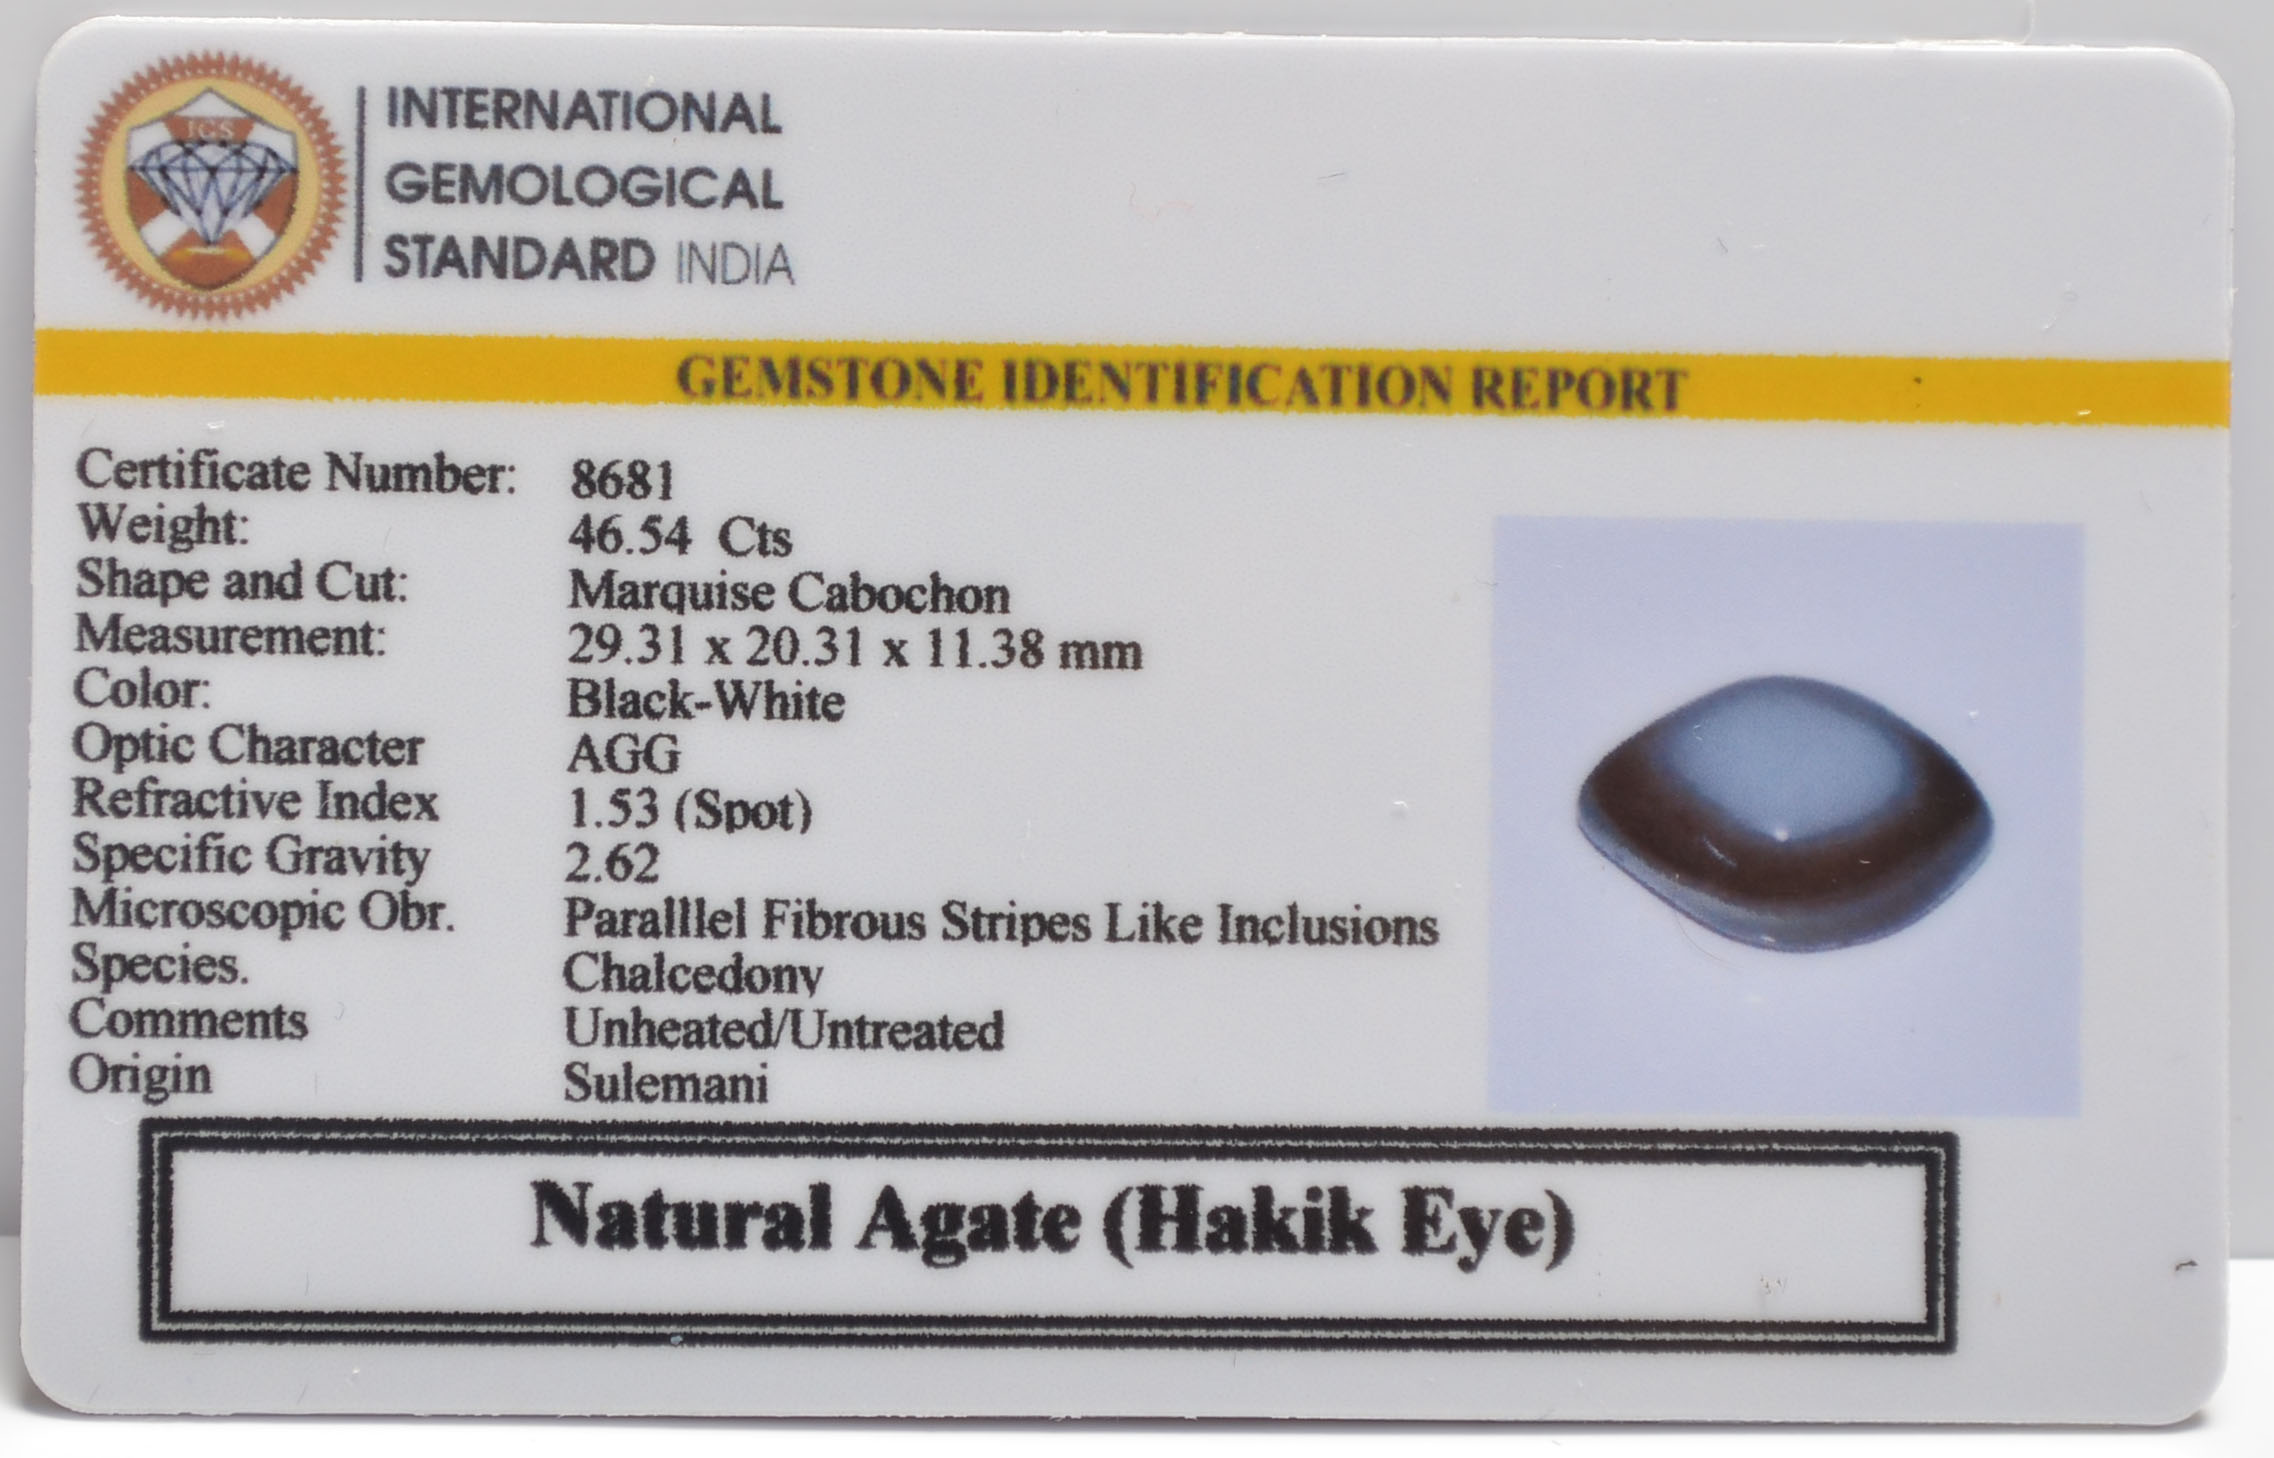 IGS
INTERNATIONAL
GEMOLOGICAL
STANDARD INDIA
GEMSTONE IDENTIFICATION REPORT
Certificate Number: 8681
Weight: 46.54 Cts
Shape and Cut: Marquise Cabochon
Measurement: 29.31 x 20.31 x 11.38 mm
Color: Black-White
Optic Character AGG
Refractive Index 1.53 (Spot)
Specific Gravity 2.62
Microscopic Obr. Paralllel Fibrous Stripes Like Inclusions
Species. Chalcedony
Comments Unheated/Untreated
Origin Sulemani
Natural Agate (Hakik Eye)